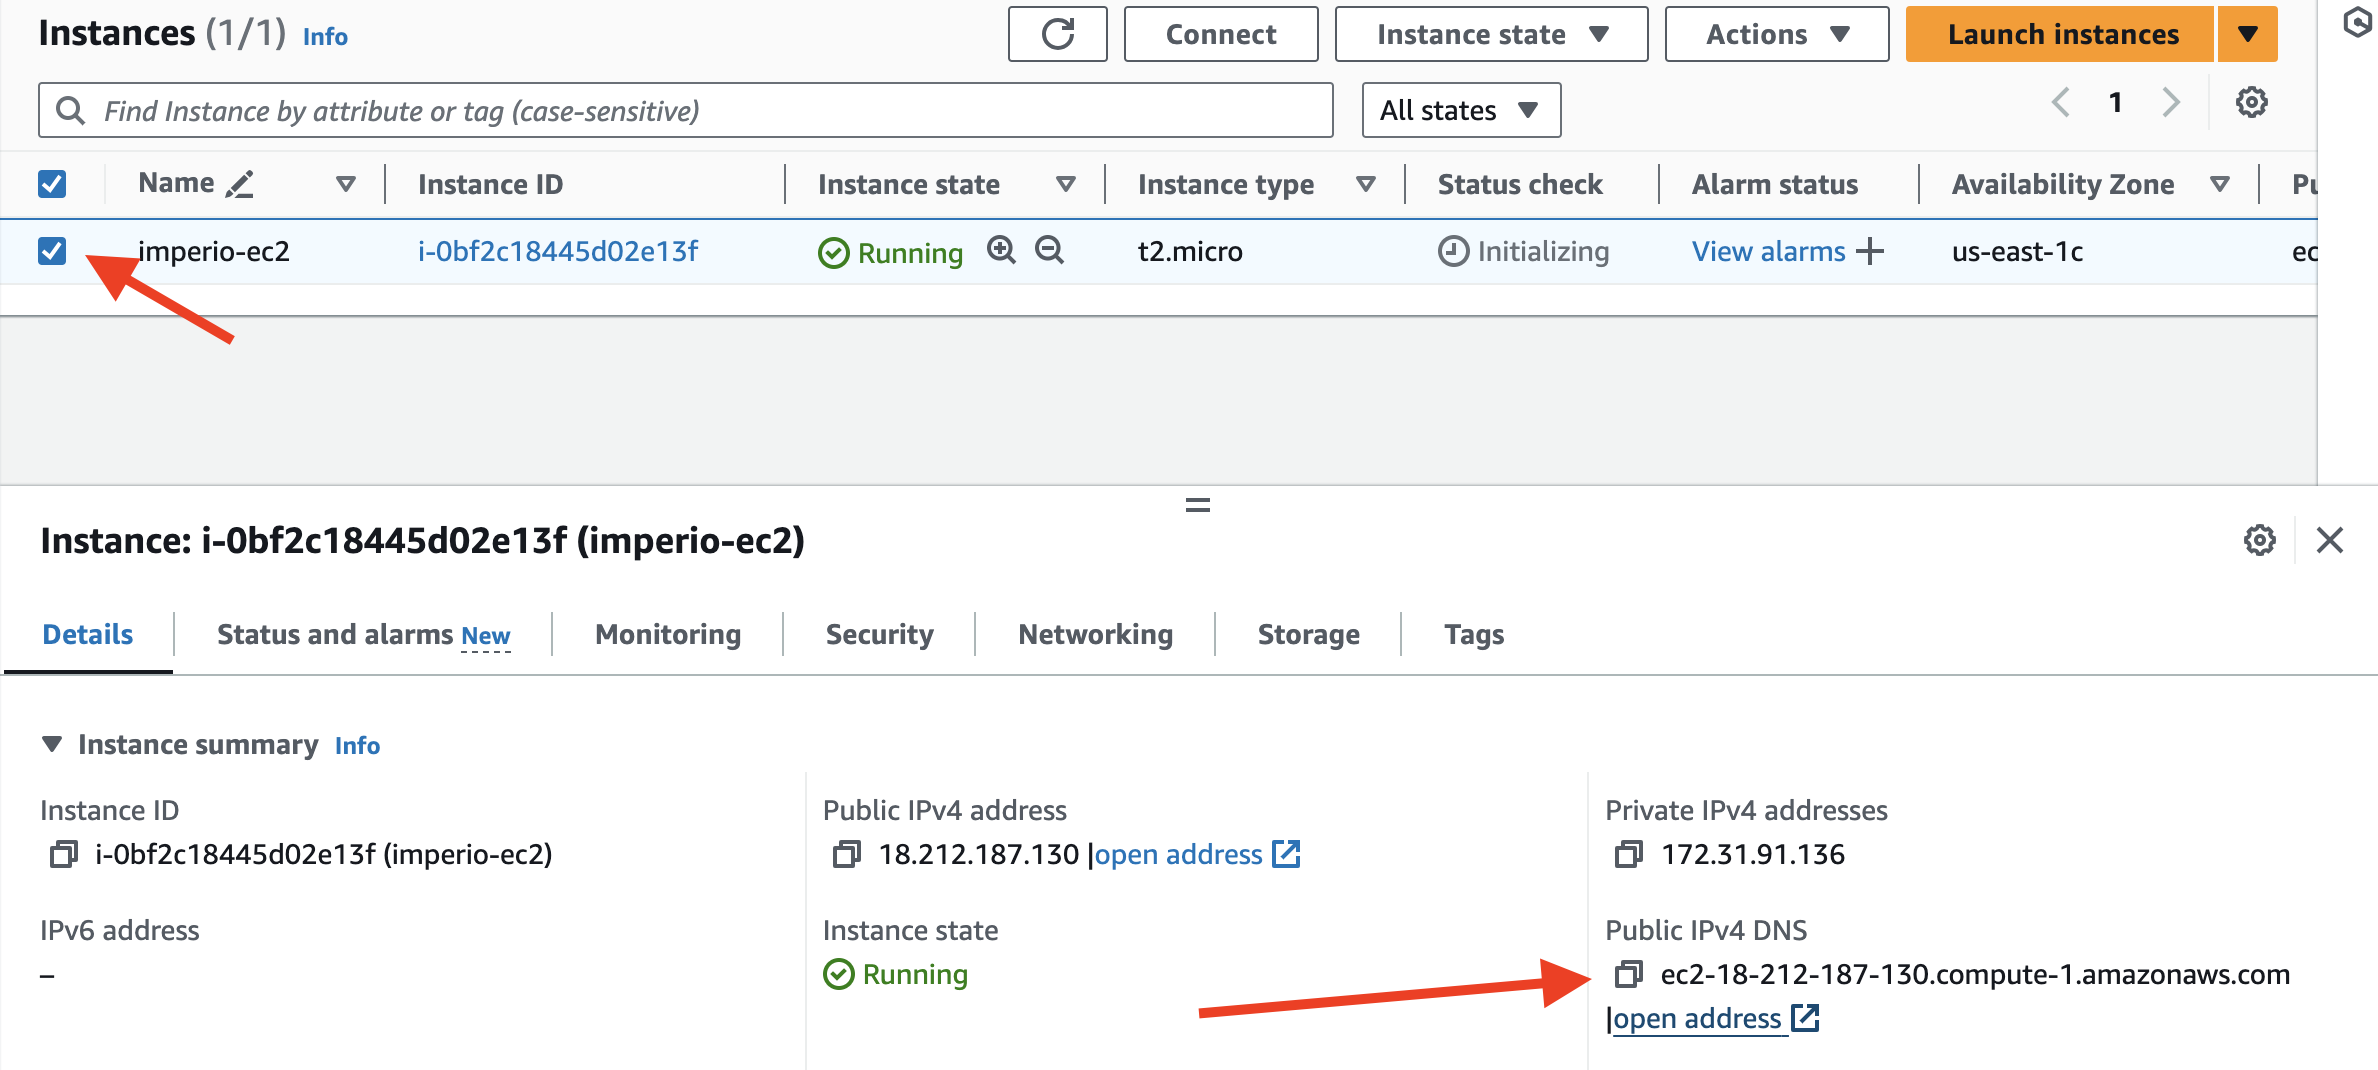 Instances (1/1) Info
Connect
Instance state
Actions
Launch instances
Find Instance by attribute or tag (case-sensitive)
All states
1
Name
Instance ID
Instance state
Instance type
Status check
Alarm status
Availability Zone
Pu
imperio-ec2
i-0bf2c18445d02e13f
Running
t2.micro
Initializing
View alarms +
us-east-1c
ec
Instance: i-0bf2c18445d02e13f (imperio-ec2)
Details
Status and alarms New
Monitoring
Security
Networking
Storage
Tags
Instance summary Info
Instance ID
i-0bf2c18445d02e13f (imperio-ec2)
Public IPv4 address
18.212.187.130 |open address
Private IPv4 addresses
172.31.91.136
IPv6 address
–
Instance state
Running
Public IPv4 DNS
ec2-18-212-187-130.compute-1.amazonaws.com
|open address